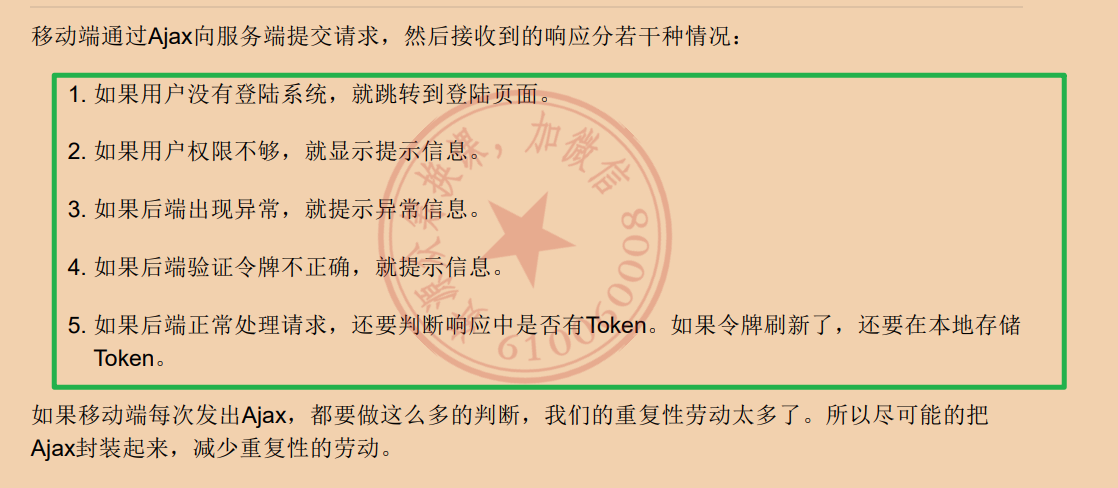 移动端通过Ajax向服务端提交请求，然后接收到的响应分若干种情况：
1. 如果用户没有登陆系统，就跳转到登陆页面。
2. 如果用户权限不够，就显示提示信息。
3. 如果后端出现异常，就提示异常信息。
4. 如果后端验证令牌不正确，就提示信息。
5. 如果后端正常处理请求，还要判断响应中是否有Token。如果令牌刷新了，还要在本地存储
Token。
如果移动端每次发出Ajax，都要做这么多的判断，我们的重复性劳动太多了。所以尽可能的把
Ajax封装起来，减少重复性的劳动。
换课，加微信
610060008